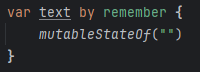 var text by remember {
    mutableStateOf("")
}